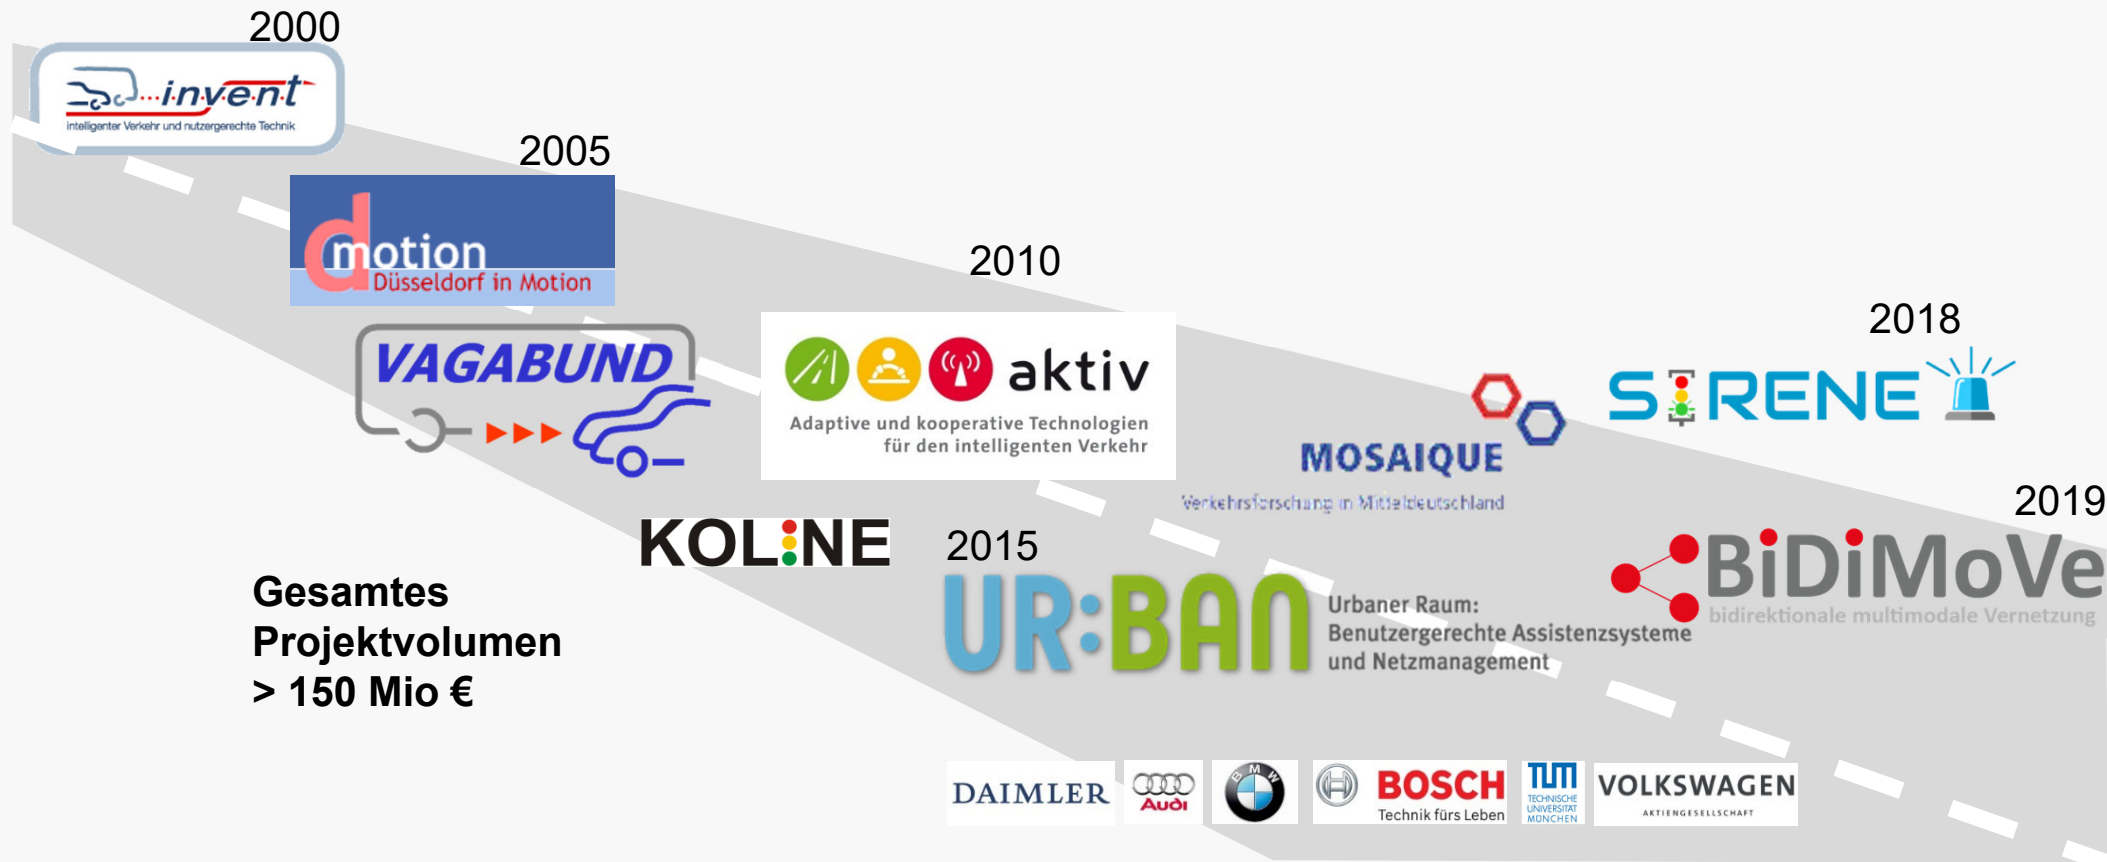 2000
invent
intelligenter Verkehr und nutzergerechte Technik
2005
dmotion
Düsseldorf in Motion
2010
VAGABUND
aktiv
Adaptive und kooperative Technologien
für den intelligenten Verkehr
2018
SIRENE
MOSAIQUE
Verkehrsforschung in Mitteldeutschland
2019
BiDiMoVe
bidirektionale multimodale Vernetzung
KOLINE
2015
UR:BAN
Urbaner Raum:
Benutzergerechte Assistenzsysteme
und Netzmanagement
Gesamtes
Projektvolumen
> 150 Mio €
DAIMLER
Audi
BMW
BOSCH
Technik fürs Leben
TUM
TECHNISCHE
UNIVERSITÄT
MÜNCHEN
VOLKSWAGEN
AKTIENGESELLSCHAFT